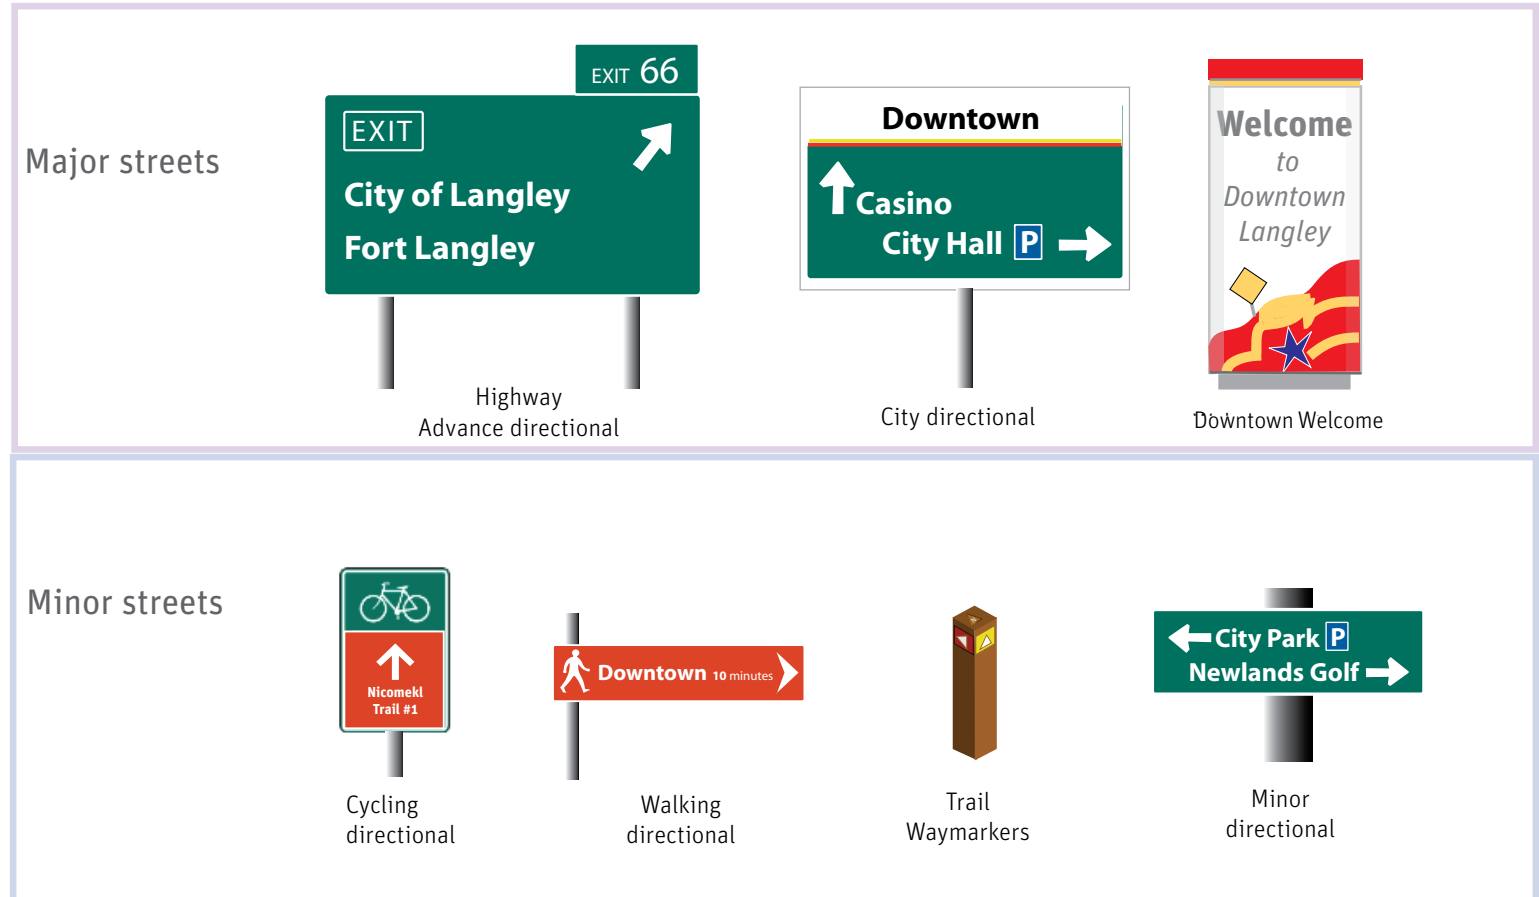 Major streets
EXIT 66
EXIT
City of Langley
Fort Langley
Highway
Advance directional
Downtown
Casino
City Hall P
City directional
Welcome
to
Downtown
Langley
Downtown Welcome
Minor streets
Nicomekl
Trail #1
Cycling
directional
Downtown 10 minutes
Walking
directional
Trail
Waymarkers
City Park P
Newlands Golf
Minor
directional